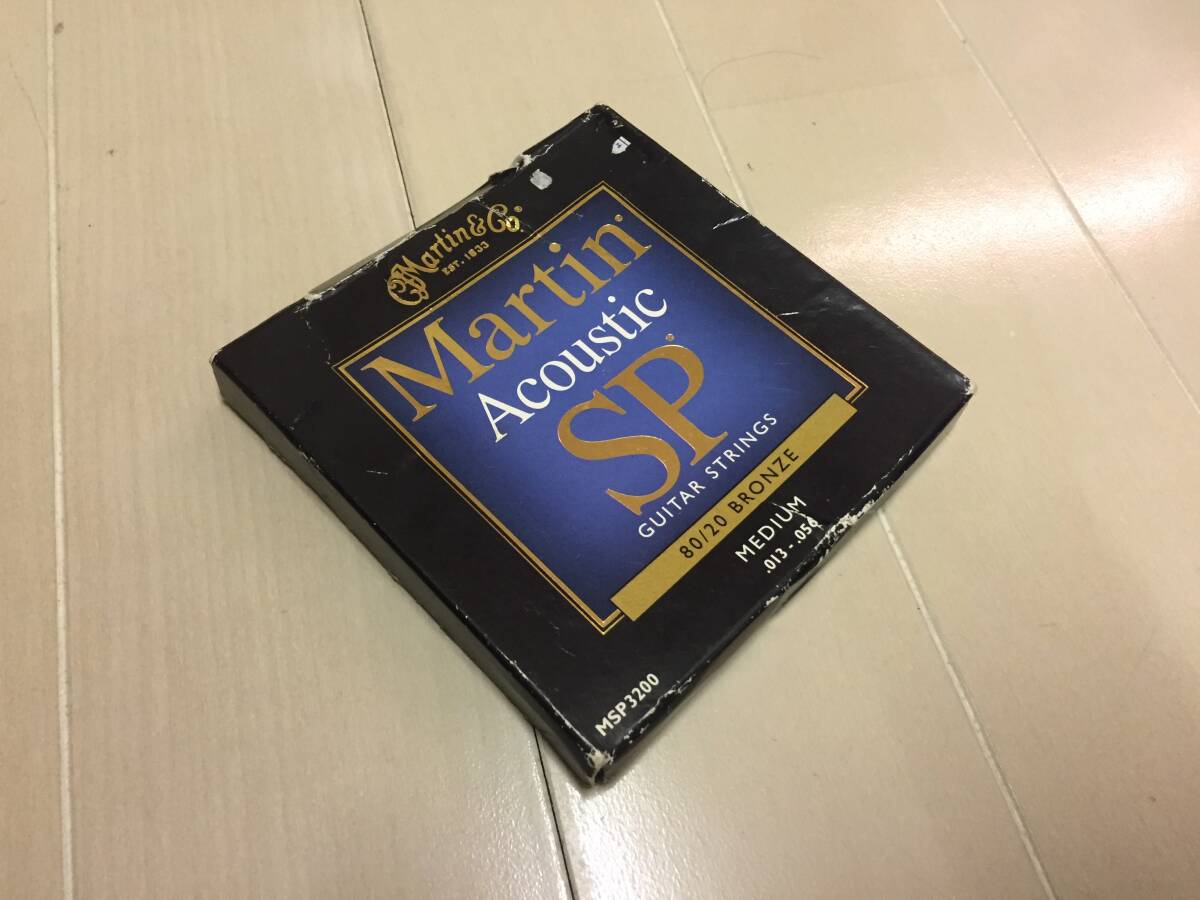 Martin & Co®
EST. 1833
Martin®
Acoustic
SP®
GUITAR STRINGS
80/20 BRONZE
MEDIUM
.013 - .056
MSP3200